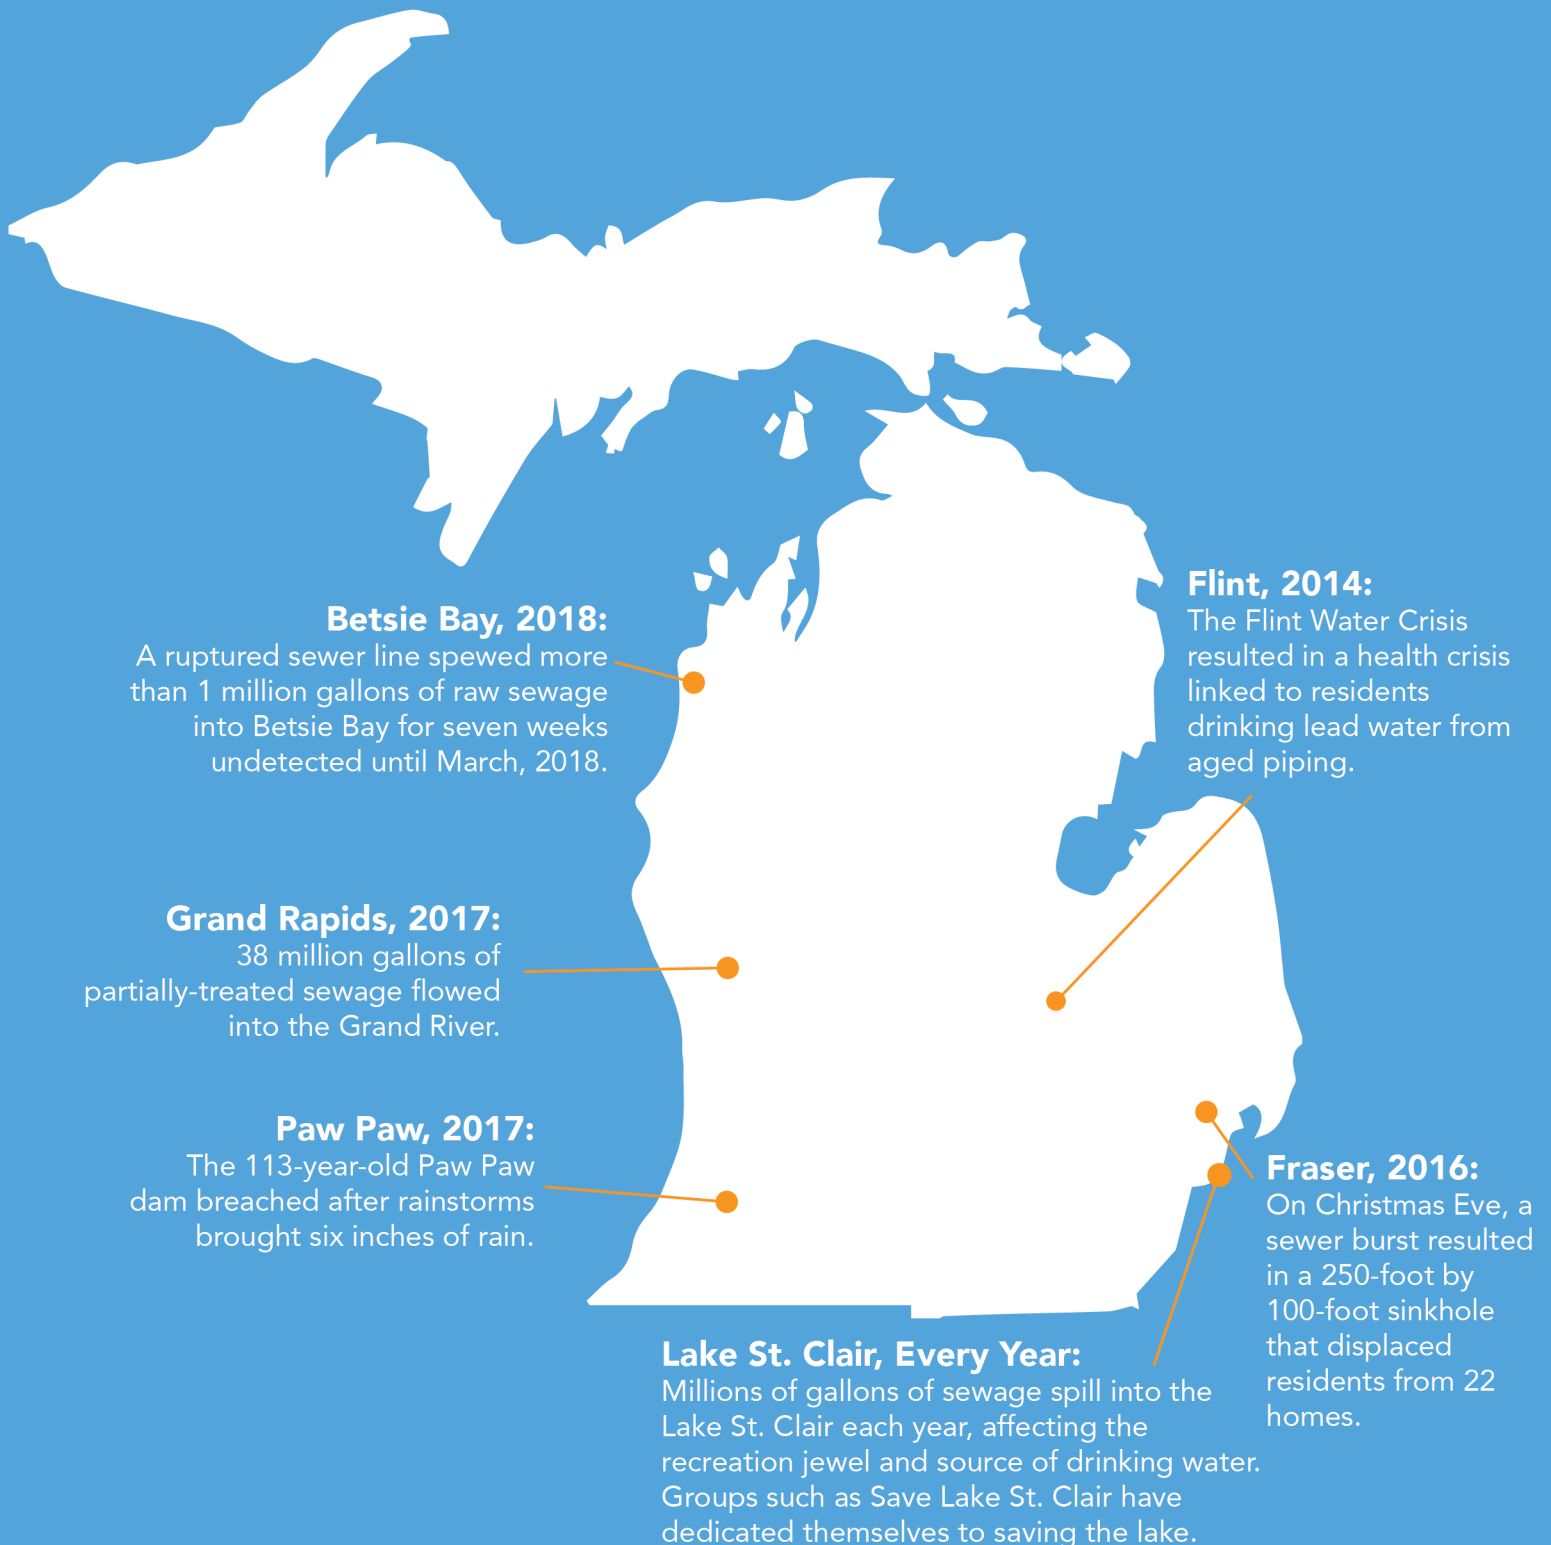 Flint, 2014:
The Flint Water Crisis
resulted in a health crisis
linked to residents
drinking lead water from
aged piping.
Betsie Bay, 2018:
A ruptured sewer line spewed more
than 1 million gallons of raw sewage
into Betsie Bay for seven weeks
undetected until March, 2018.
Grand Rapids, 2017:
38 million gallons of
partially-treated sewage flowed
into the Grand River.
Paw Paw, 2017:
The 113-year-old Paw Paw
dam breached after rainstorms
brought six inches of rain.
Fraser, 2016:
On Christmas Eve, a
sewer burst resulted
in a 250-foot by
100-foot sinkhole
that displaced
residents from 22
homes.
Lake St. Clair, Every Year:
Millions of gallons of sewage spill into the
Lake St. Clair each year, affecting the
recreation jewel and source of drinking water.
Groups such as Save Lake St. Clair have
dedicated themselves to saving the lake.